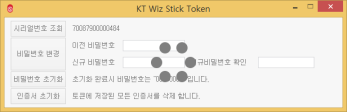 KT Wiz Stick Token
시리얼번호 조회 70087900000484
비밀번호 변경
이전 비밀번호
신규 비밀번호 규비밀번호 확인
비밀번호 초기화 초기화 완료시 비밀번호는 입니다.
인증서 초기화 토큰에 저장된 모든 인증서를 삭제 합니다.